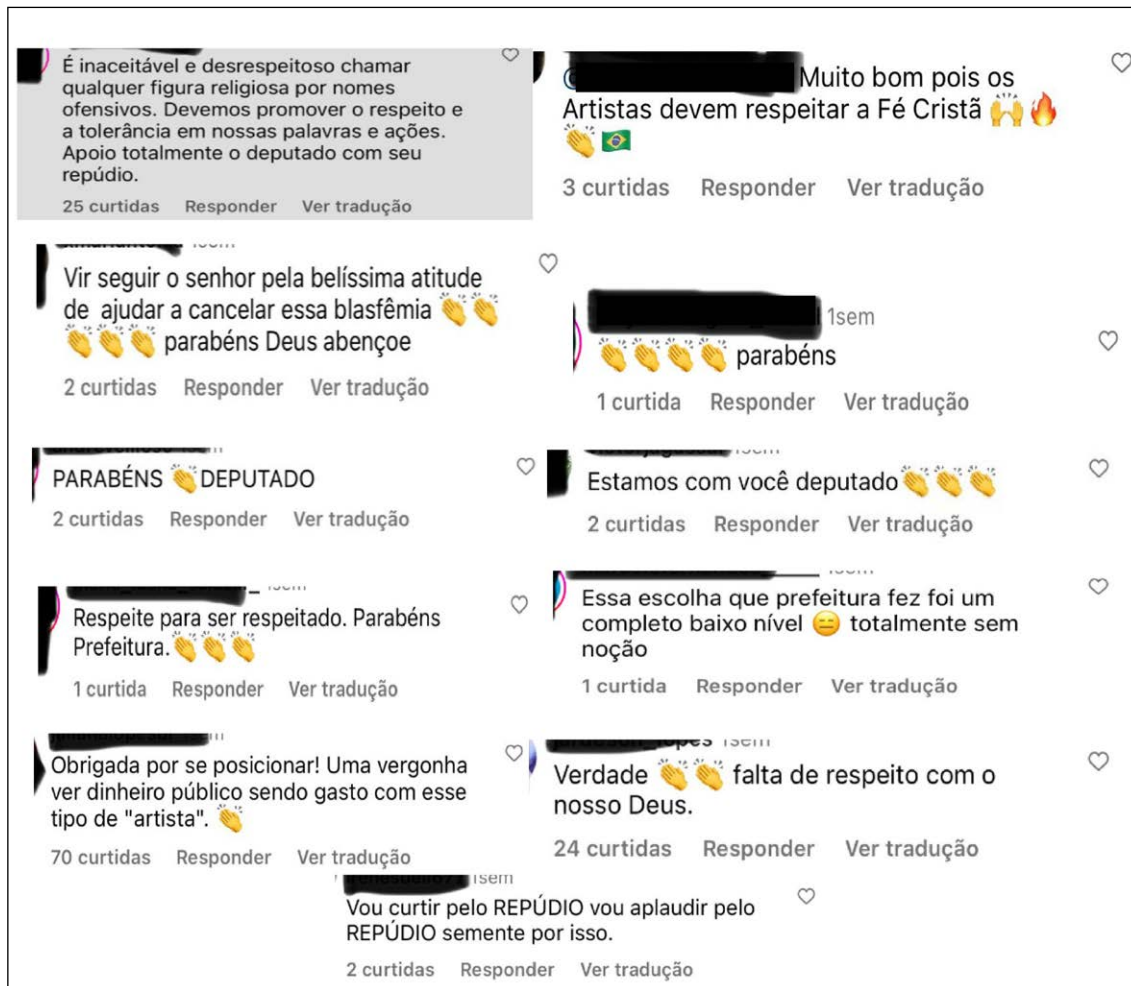 É inaceitável e desrespeitoso chamar
qualquer figura religiosa por nomes
ofensivos. Devemos promover o respeito e
a tolerância em nossas palavras e ações.
Apoio totalmente o deputado com seu
repúdio.
25 curtidas Responder Ver tradução
Muito bom pois os
Artistas devem respeitar a Fé Cristã 🙌🔥
👏🇧🇷
3 curtidas Responder Ver tradução
1sem
Vir seguir o senhor pela belíssima atitude
de ajudar a cancelar essa blasfêmia 👏👏
👏👏👏 parabéns Deus abençoe
2 curtidas Responder Ver tradução
1sem
👏👏👏👏 parabéns
1 curtida Responder Ver tradução
1sem
PARABÉNS 👏DEPUTADO
2 curtidas Responder Ver tradução
1sem
Estamos com você deputado👏👏👏
2 curtidas Responder Ver tradução
1sem
Respeite para ser respeitado. Parabéns
Prefeitura.👏👏👏
1 curtida Responder Ver tradução
1sem
Essa escolha que prefeitura fez foi um
completo baixo nível 😑 totalmente sem
noção
1 curtida Responder Ver tradução
Obrigada por se posicionar! Uma vergonha
ver dinheiro público sendo gasto com esse
tipo de "artista". 👏
70 curtidas Responder Ver tradução
1sem
Verdade 👏👏 falta de respeito com o
nosso Deus.
24 curtidas Responder Ver tradução
1sem
Vou curtir pelo REPÚDIO vou aplaudir pelo
REPÚDIO semente por isso.
2 curtidas Responder Ver tradução